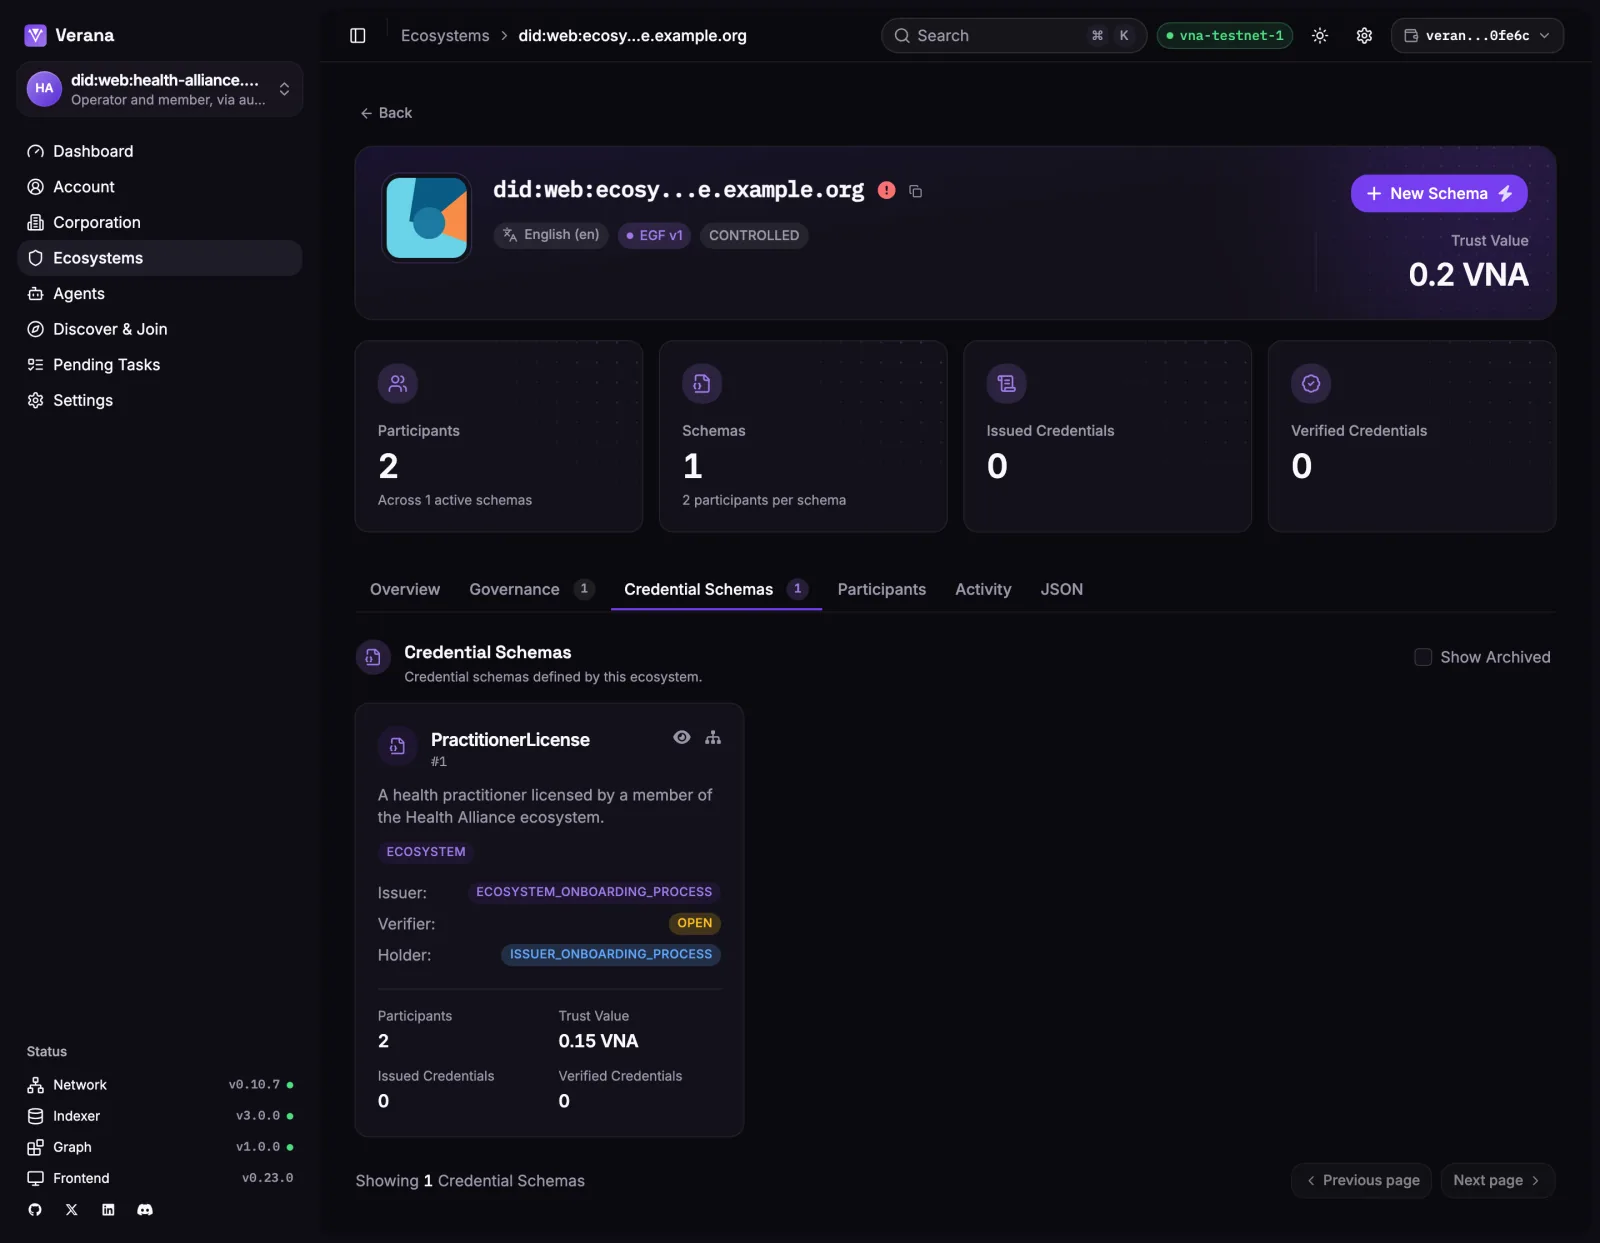 Verana
HA
did:web:health-alliance....
Operator and member, via au...
Dashboard
Account
Corporation
Ecosystems
Agents
Discover & Join
Pending Tasks
Settings
Status
Network v0.10.7
Indexer v3.0.0
Graph v1.0.0
Frontend v0.23.0
Ecosystems > did:web:ecosy...e.example.org
Search ⌘ K
vna-testnet-1
veran...0fe6c
← Back
did:web:ecosy...e.example.org
English (en)
EGF v1
CONTROLLED
+ New Schema
Trust Value
0.2 VNA
Participants
2
Across 1 active schemas
Schemas
1
2 participants per schema
Issued Credentials
0
Verified Credentials
0
Overview Governance 1 Credential Schemas 1 Participants Activity JSON
Credential Schemas
Credential schemas defined by this ecosystem.
Show Archived
PractitionerLicense
#1
A health practitioner licensed by a member of
the Health Alliance ecosystem.
ECOSYSTEM
Issuer: ECOSYSTEM_ONBOARDING_PROCESS
Verifier: OPEN
Holder: ISSUER_ONBOARDING_PROCESS
Participants Trust Value
2 0.15 VNA
Issued Credentials Verified Credentials
0 0
Showing 1 Credential Schemas
< Previous page
Next page >